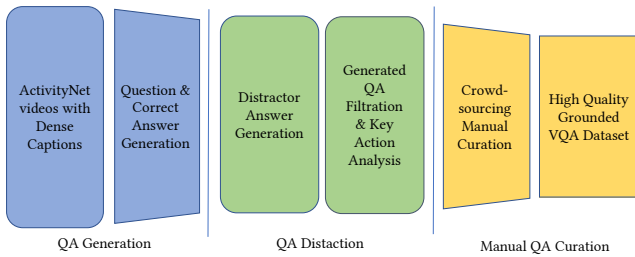 ActivityNet
videos with
Dense
Captions
Question &
Correct
Answer
Generation
Distractor
Answer
Generation
Generated
QA
Filtration
& Key
Action
Analysis
Crowd-
sourcing
Manual
Curation
High Quality
Grounded
VQA Dataset
QA Generation
QA Distaction
Manual QA Curation